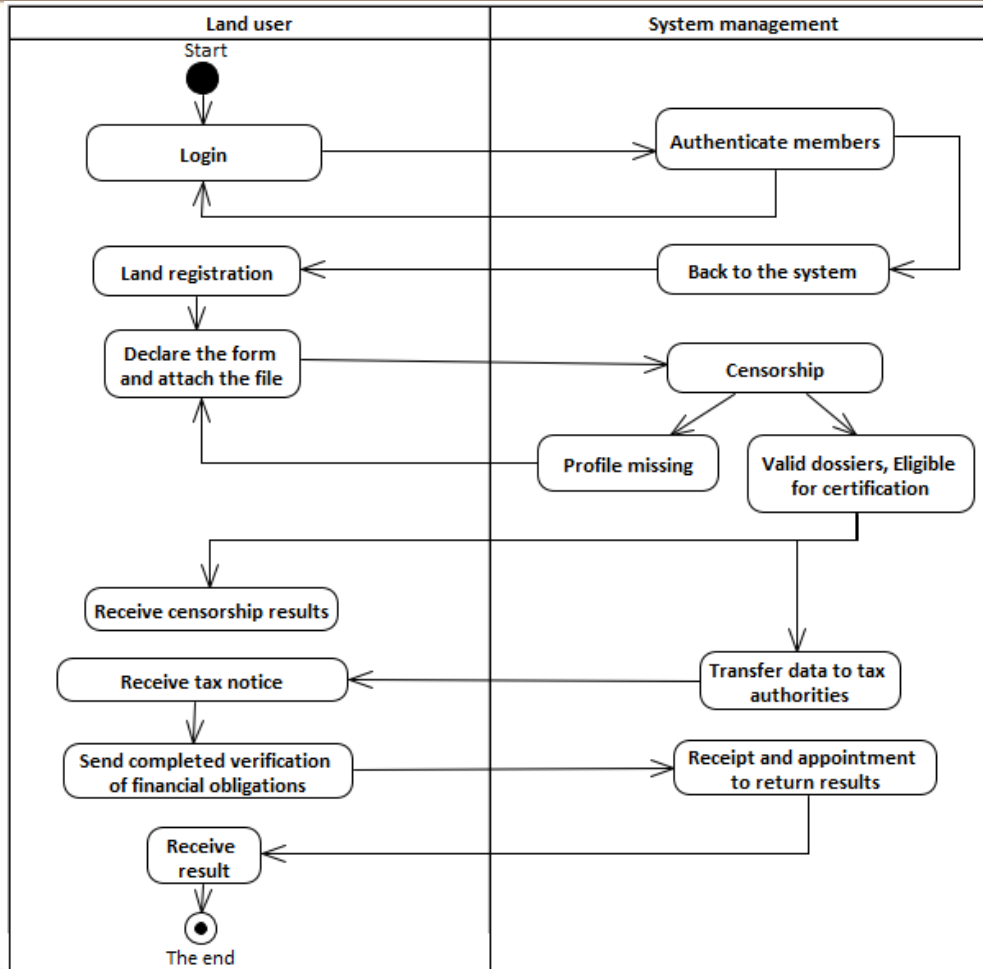 Land user
System management
Start
Login
Authenticate members
Land registration
Back to the system
Declare the form
and attach the file
Censorship
Profile missing
Valid dossiers, Eligible
for certification
Receive censorship results
Receive tax notice
Transfer data to tax
authorities
Send completed verification
of financial obligations
Receipt and appointment
to return results
Receive
result
The end